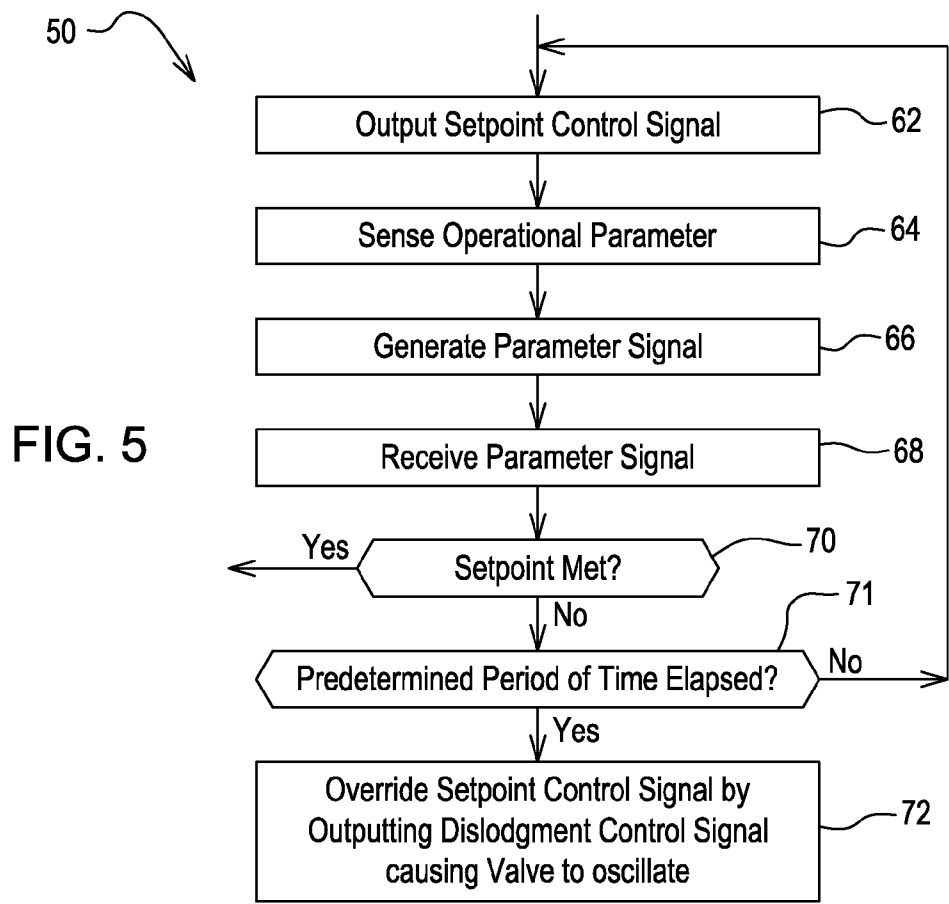 50
Output Setpoint Control Signal
62
Sense Operational Parameter
64
Generate Parameter Signal
66
FIG. 5
Receive Parameter Signal
68
Yes
Setpoint Met?
70
No
71
Predetermined Period of Time Elapsed?
No
Yes
Override Setpoint Control Signal by
Outputting Dislodgment Control Signal
causing Valve to oscillate
72